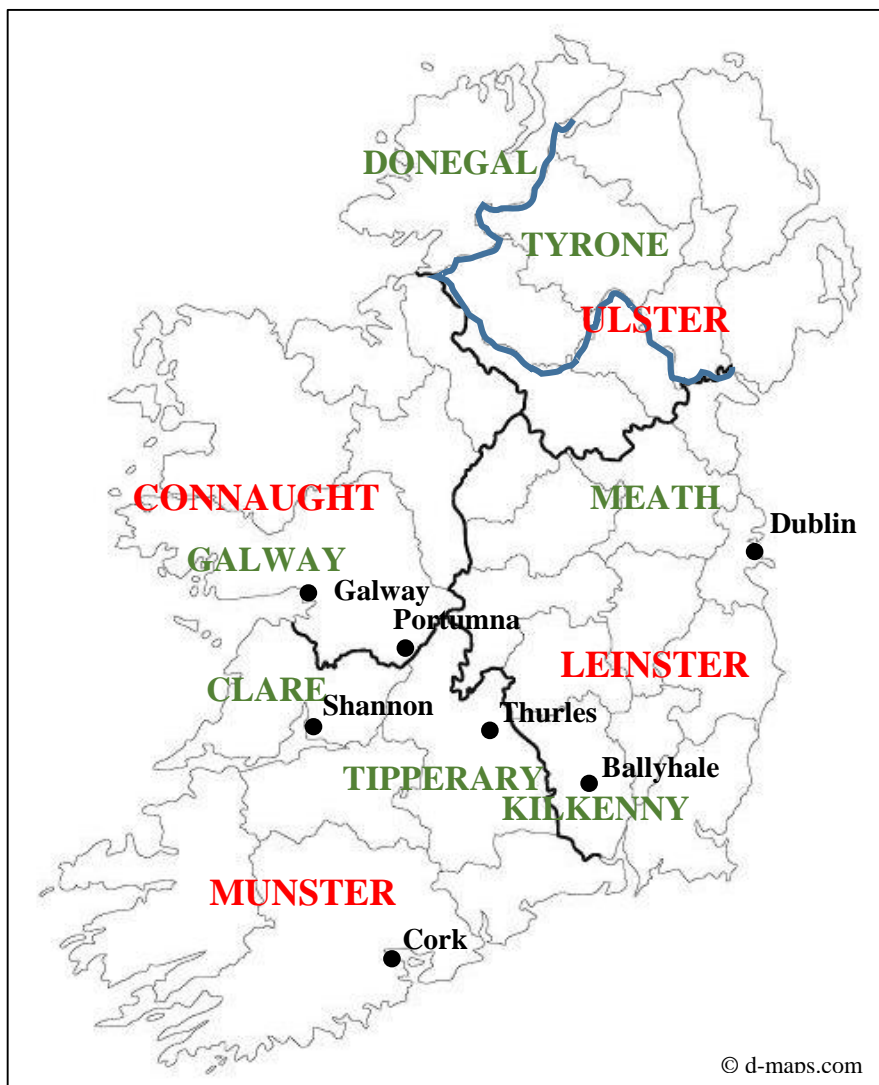 DONEGAL
TYRONE
ULSTER
CONNAUGHT
MEATH
Dublin
GALWAY
Galway
Portumna
LEINSTER
CLARE
Shannon
Thurles
TIPPERARY
Ballyhale
KILKENNY
MUNSTER
Cork
© d-maps.com